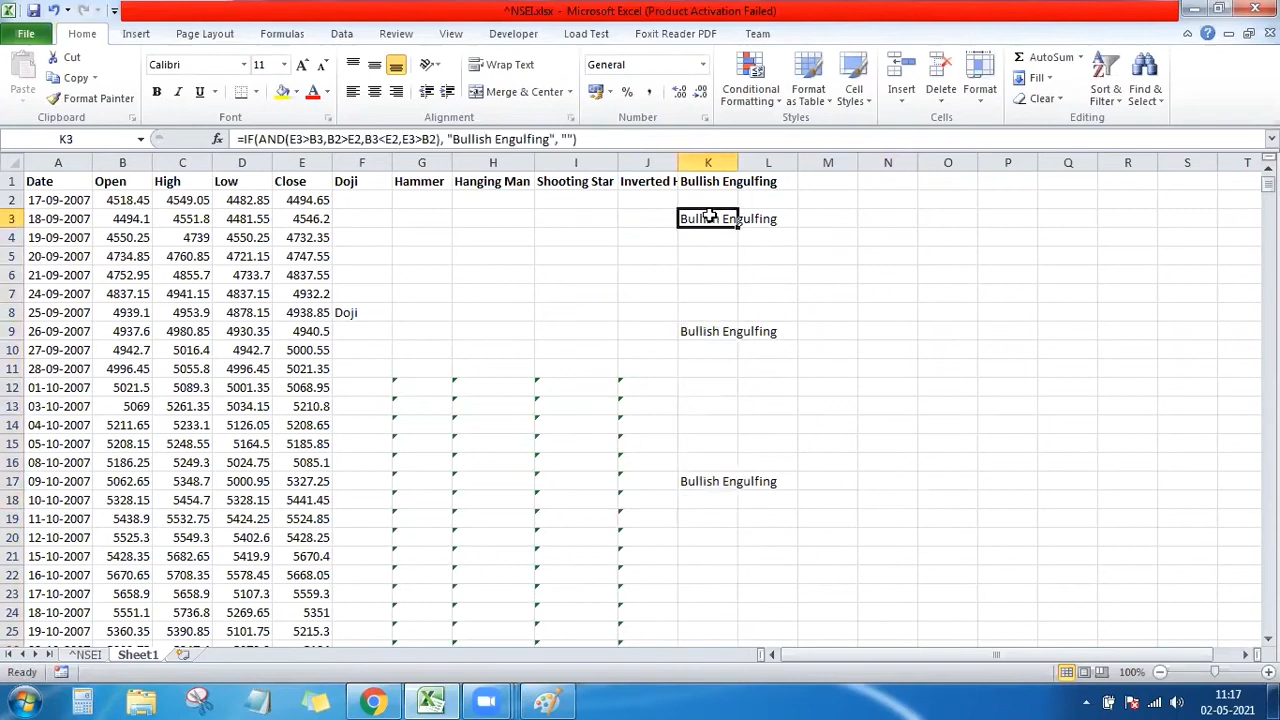 ^NSEI.xlsx - Microsoft Excel (Product Activation Failed)
File Home Insert Page Layout Formulas Data Review View Developer Load Test Foxit Reader PDF Team
Paste
Cut
Copy
Format Painter
Clipboard
Calibri 11
B I U
Font
Wrap Text
Merge & Center
Alignment
General
Number
Conditional Formatting
Format as Table
Cell Styles
Styles
Insert Delete Format
Cells
AutoSum
Fill
Clear
Sort & Filter
Find & Select
Editing
K3 fx =IF(AND(E3>B3,B2>E2,B3<E2,E3>B2), "Bullish Engulfing", "")
A B C D E F G H I J K L M N O P Q R S T
1 Date Open High Low Close Doji Hammer Hanging Man Shooting Star Inverted H Bullish Engulfing
2 17-09-2007 4518.45 4549.05 4482.85 4494.65
3 18-09-2007 4494.1 4551.8 4481.55 4546.2 Bullish Engulfing
4 19-09-2007 4550.25 4739 4550.25 4732.35
5 20-09-2007 4734.85 4760.85 4721.15 4747.55
6 21-09-2007 4752.95 4855.7 4733.7 4837.55
7 24-09-2007 4837.15 4941.15 4837.15 4932.2
8 25-09-2007 4939.1 4953.9 4878.15 4938.85 Doji
9 26-09-2007 4937.6 4980.85 4930.35 4940.5 Bullish Engulfing
10 27-09-2007 4942.7 5016.4 4942.7 5000.55
11 28-09-2007 4996.45 5055.8 4996.45 5021.35
12 01-10-2007 5021.5 5089.3 5001.35 5068.95
13 03-10-2007 5069 5261.35 5034.15 5210.8
14 04-10-2007 5211.65 5233.1 5126.05 5208.65
15 05-10-2007 5208.15 5248.55 5164.5 5185.85
16 08-10-2007 5186.25 5249.3 5024.75 5085.1
17 09-10-2007 5062.65 5348.7 5000.95 5327.25 Bullish Engulfing
18 10-10-2007 5328.15 5454.7 5328.15 5441.45
19 11-10-2007 5438.9 5532.75 5424.25 5524.85
20 12-10-2007 5525.3 5549.3 5402.6 5428.25
21 15-10-2007 5428.35 5682.65 5419.9 5670.4
22 16-10-2007 5670.65 5708.35 5578.45 5668.05
23 17-10-2007 5658.9 5658.9 5107.3 5559.3
24 18-10-2007 5551.1 5736.8 5269.65 5351
25 19-10-2007 5360.35 5390.85 5101.75 5215.3
^NSEI Sheet1
Ready 100%
11:17
02-05-2021